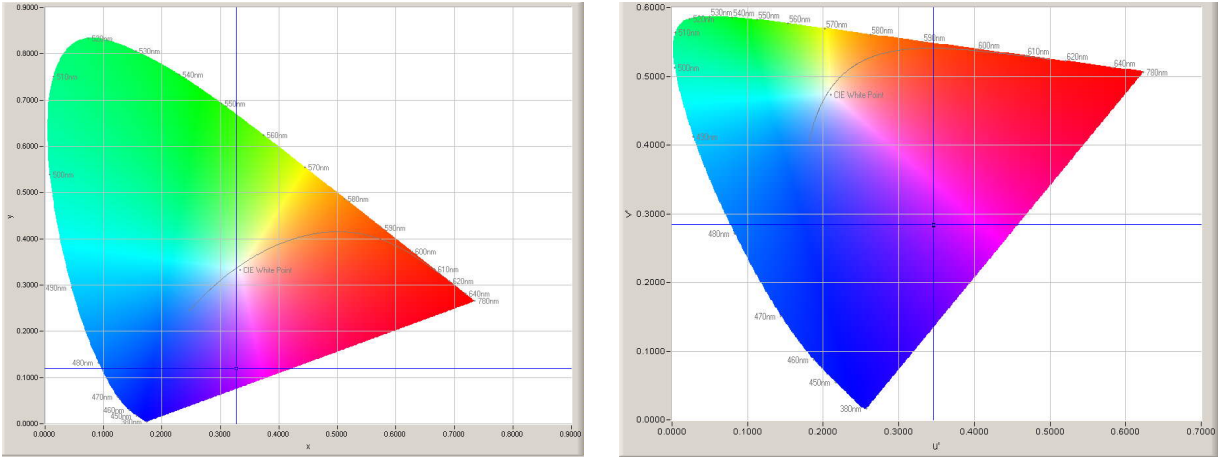 0.9000
0.8000
0.7000
0.6000
0.5000
0.4000
0.3000
0.2000
0.1000
0.0000
y
520nm
530nm
510nm
540nm
550nm
560nm
500nm
570nm
580nm
590nm
600nm
610nm
620nm
640nm
780nm
CIE White Point
490nm
480nm
470nm
460nm
450nm
380nm
0.0000
0.1000
0.2000
0.3000
0.4000
0.5000
0.6000
0.7000
0.8000
0.9000
x
0.6000
0.5000
0.4000
0.3000
0.2000
0.1000
0.0000
v'
520nm
530nm
540nm
550nm
560nm
570nm
580nm
590nm
600nm
610nm
620nm
640nm
780nm
510nm
500nm
CIE White Point
490nm
480nm
470nm
460nm
450nm
380nm
0.0000
0.1000
0.2000
0.3000
0.4000
0.5000
0.6000
0.7000
u'